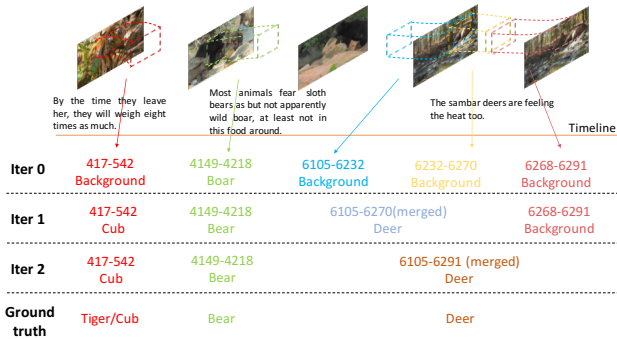 By the time they leave
her, they will weigh eight
times as much.
Most animals fear sloth
bears as but not apparently
wild boar, at least not in
this food around.
The sambar deers are feeling
the heat too.
Timeline
Iter 0
417-542
Background
4149-4218
Boar
6105-6232
Background
6232-6270
Background
6268-6291
Background
Iter 1
417-542
Cub
4149-4218
Bear
6105-6270(merged)
Deer
6268-6291
Background
Iter 2
417-542
Cub
4149-4218
Bear
6105-6291 (merged)
Deer
Ground
truth
Tiger/Cub
Bear
Deer